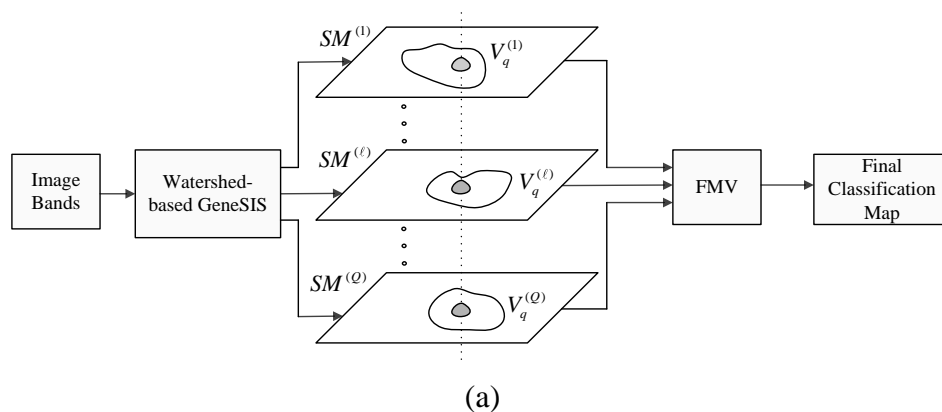 SM^(1)
V_q^(1)
SM^(ℓ)
V_q^(ℓ)
SM^(Q)
V_q^(Q)
Image
Bands
Watershed-
based GeneSIS
FMV
Final
Classification
Map
(a)